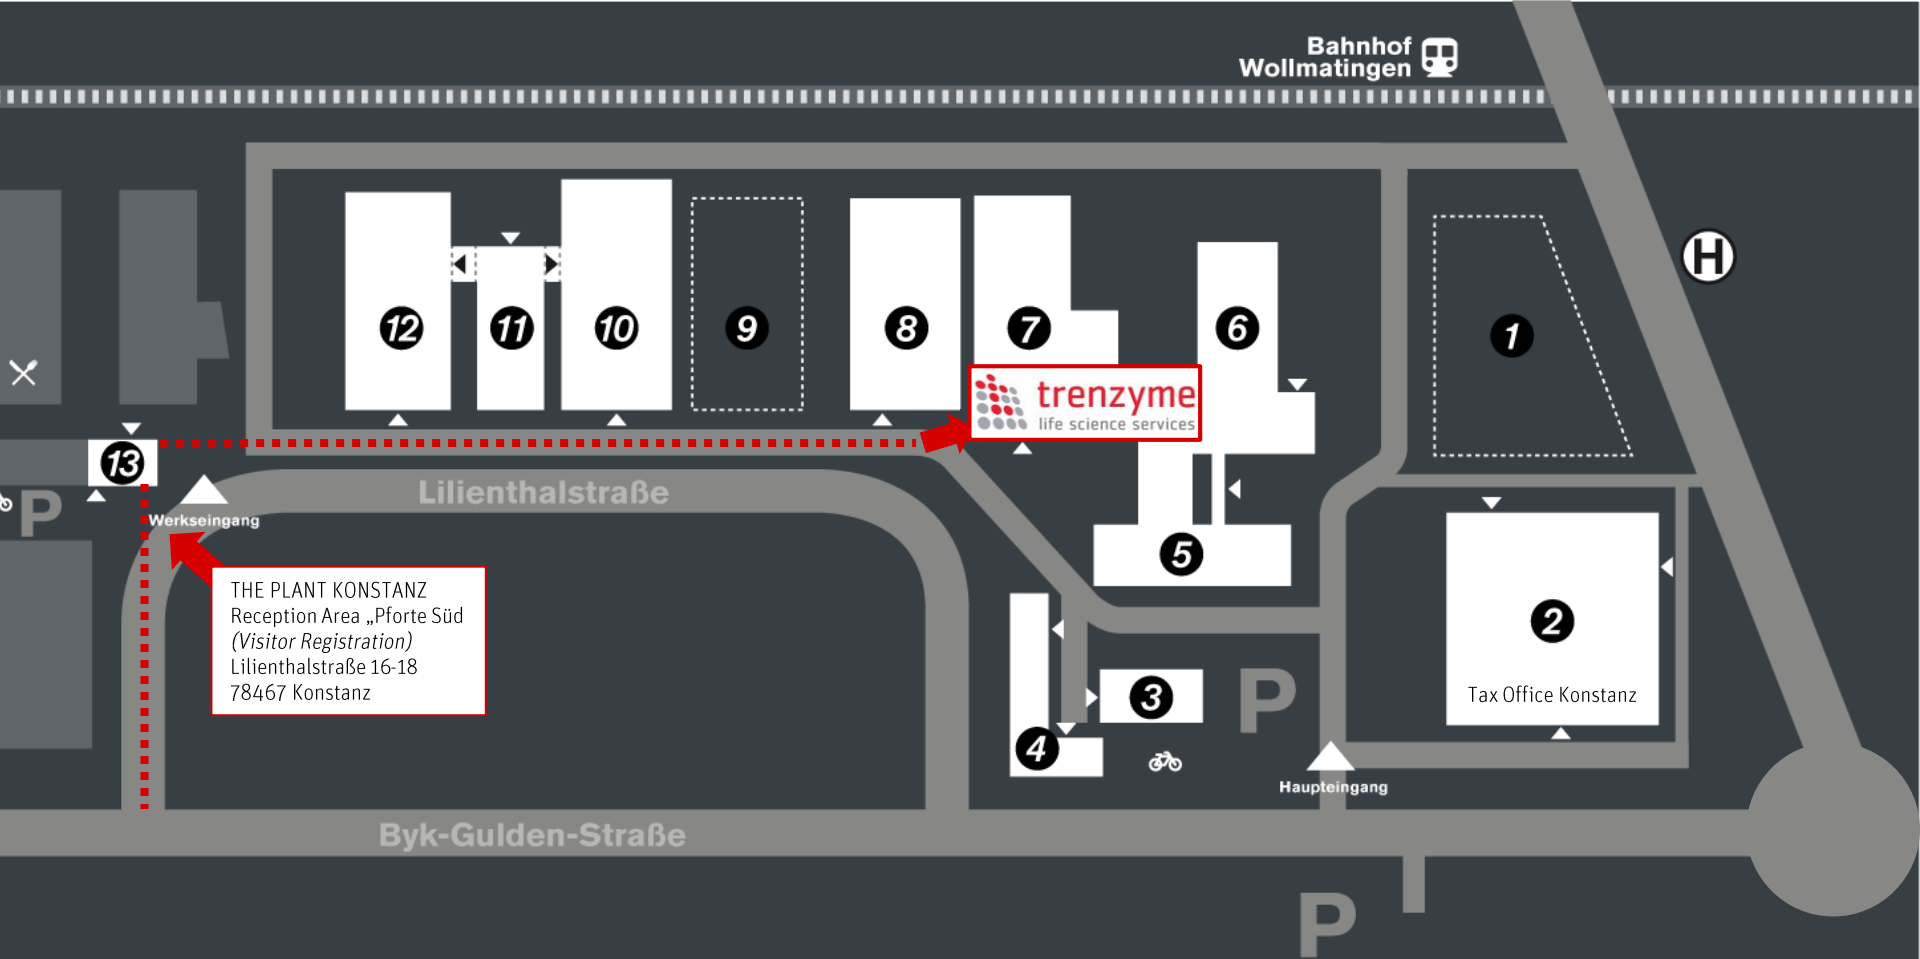 Bahnhof
Wollmatingen
H
12
11
10
9
8
7
6
1
trenzyme
life science services
13
P
Lilienthalstraße
Werkseingang
5
THE PLANT KONSTANZ
Reception Area „Pforte Süd
(Visitor Registration)
Lilienthalstraße 16-18
78467 Konstanz
2
Tax Office Konstanz
3
P
4
Haupteingang
Byk-Gulden-Straße
P